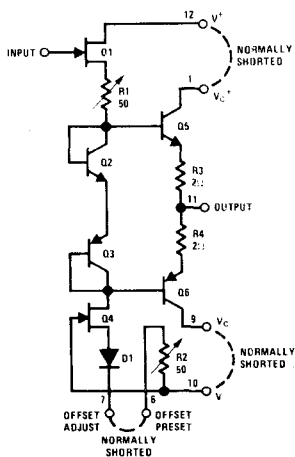 12 V+
INPUT
Q1
NORMALLY
SHORTED
R1
50
1 VC+
Q5
Q2
R3
2Ω
11
OUTPUT
R4
2Ω
Q3
Q6
Q4
9 VC
D1
R2
50
NORMALLY
SHORTED
7 6
10 V
OFFSET
ADJUST
OFFSET
PRESET
NORMALLY
SHORTED